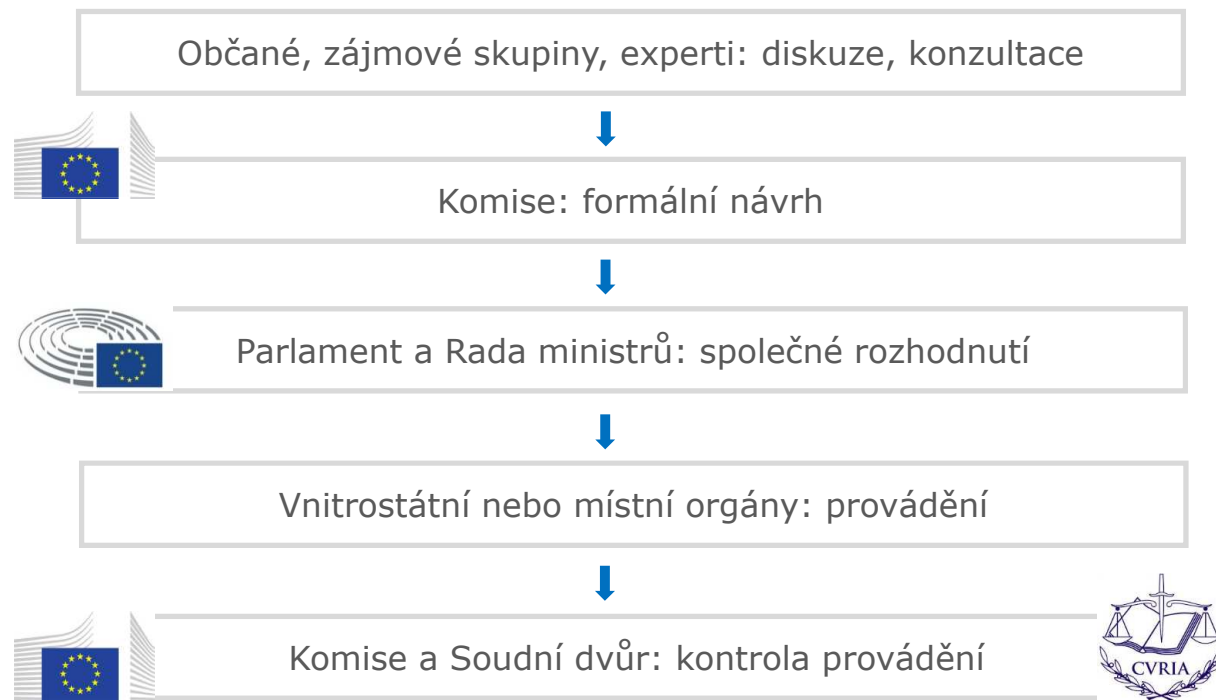 Občané, zájmové skupiny, experti: diskuze, konzultace
Komise: formální návrh
Parlament a Rada ministrů: společné rozhodnutí
Vnitrostátní nebo místní orgány: provádění
Komise a Soudní dvůr: kontrola provádění
CVRIA